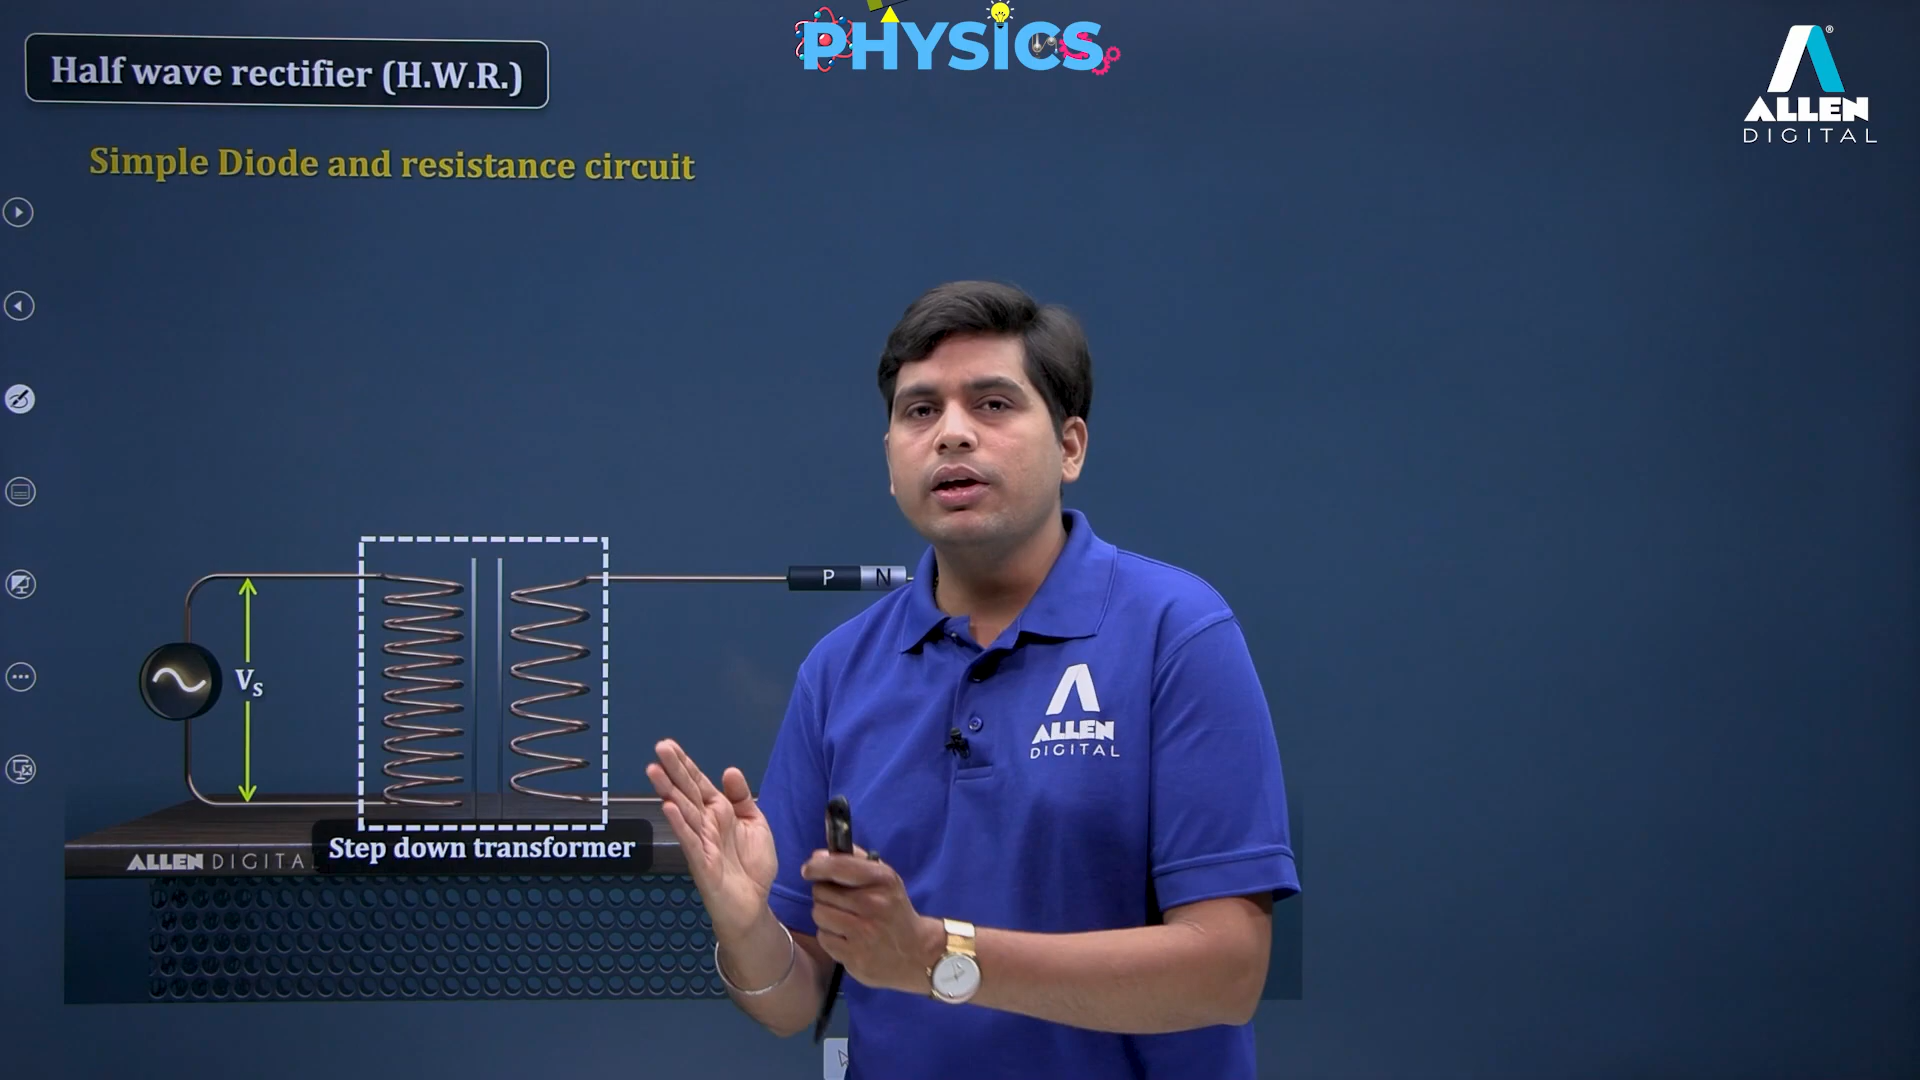 PHYSICS
Half wave rectifier (H.W.R.)
ALLEN
DIGITAL
Simple Diode and resistance circuit
P N
Vs
ALLEN
DIGITAL
Step down transformer
ALLEN DIGITA